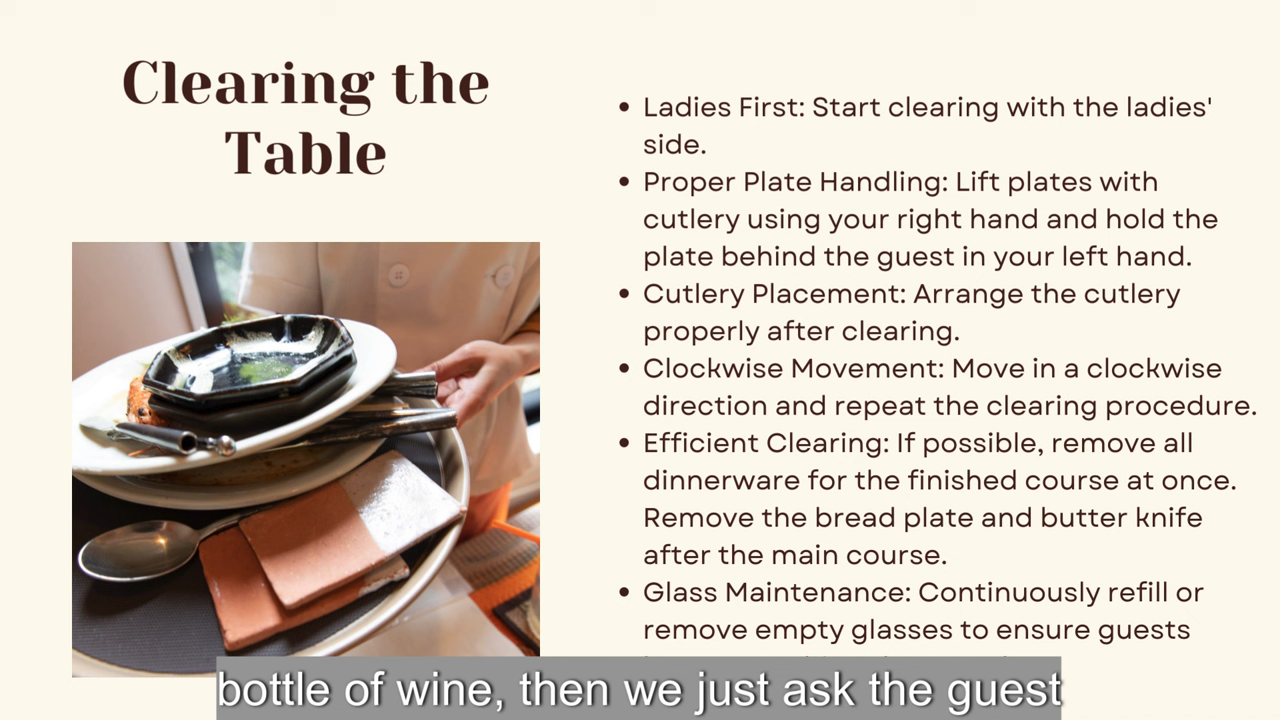 Clearing the
Table
• Ladies First: Start clearing with the ladies'
side.
• Proper Plate Handling: Lift plates with
cutlery using your right hand and hold the
plate behind the guest in your left hand.
• Cutlery Placement: Arrange the cutlery
properly after clearing.
• Clockwise Movement: Move in a clockwise
direction and repeat the clearing procedure.
• Efficient Clearing: If possible, remove all
dinnerware for the finished course at once.
Remove the bread plate and butter knife
after the main course.
• Glass Maintenance: Continuously refill or
remove empty glasses to ensure guests
bottle of wine, then we just ask the guest